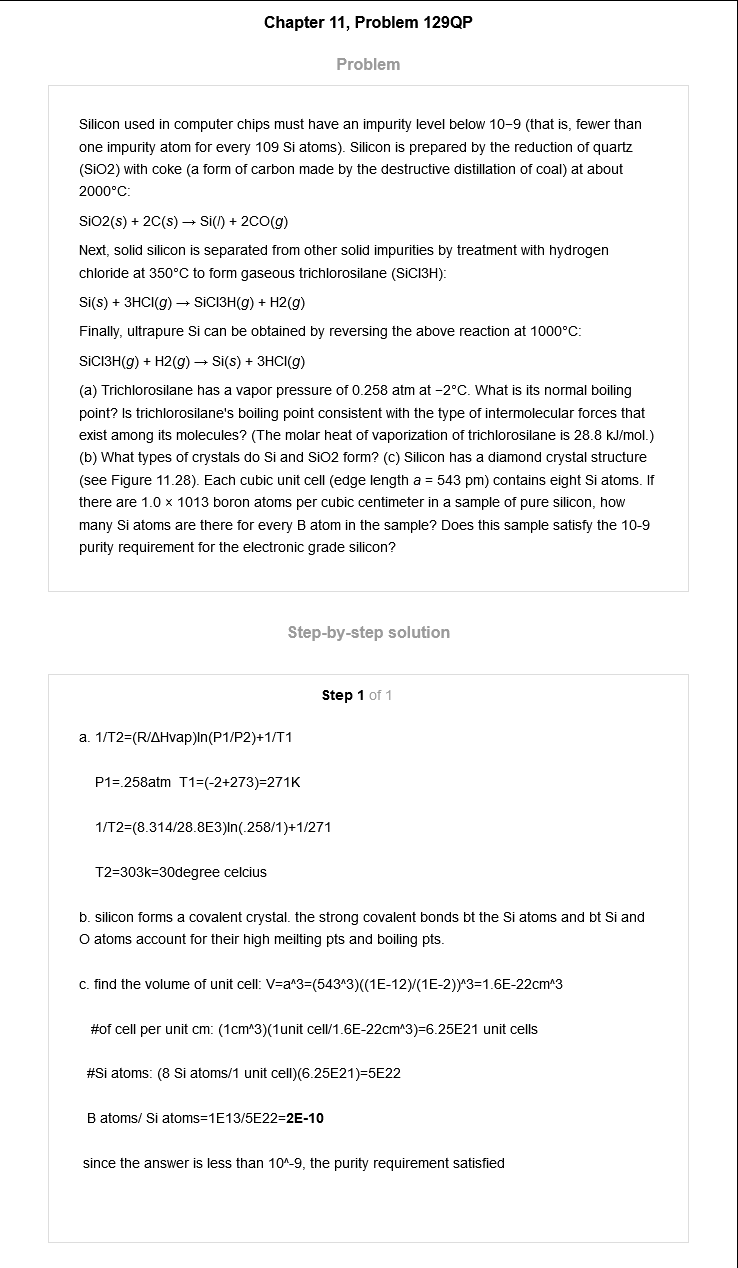 Chapter 11, Problem 129QP
Problem
Silicon used in computer chips must have an impurity level below 10−9 (that is, fewer than
one impurity atom for every 109 Si atoms). Silicon is prepared by the reduction of quartz
(SiO2) with coke (a form of carbon made by the destructive distillation of coal) at about
2000°C:
SiO2(s) + 2C(s) → Si(l) + 2CO(g)
Next, solid silicon is separated from other solid impurities by treatment with hydrogen
chloride at 350°C to form gaseous trichlorosilane (SiCl3H):
Si(s) + 3HCl(g) → SiCl3H(g) + H2(g)
Finally, ultrapure Si can be obtained by reversing the above reaction at 1000°C:
SiCl3H(g) + H2(g) → Si(s) + 3HCl(g)
(a) Trichlorosilane has a vapor pressure of 0.258 atm at −2°C. What is its normal boiling
point? Is trichlorosilane's boiling point consistent with the type of intermolecular forces that
exist among its molecules? (The molar heat of vaporization of trichlorosilane is 28.8 kJ/mol.)
(b) What types of crystals do Si and SiO2 form? (c) Silicon has a diamond crystal structure
(see Figure 11.28). Each cubic unit cell (edge length a = 543 pm) contains eight Si atoms. If
there are 1.0 × 1013 boron atoms per cubic centimeter in a sample of pure silicon, how
many Si atoms are there for every B atom in the sample? Does this sample satisfy the 10-9
purity requirement for the electronic grade silicon?
Step-by-step solution
Step 1 of 1
a. 1/T2=(R/ΔHvap)ln(P1/P2)+1/T1
P1=.258atm T1=(-2+273)=271K
1/T2=(8.314/28.8E3)ln(.258/1)+1/271
T2=303k=30degree celcius
b. silicon forms a covalent crystal. the strong covalent bonds bt the Si atoms and bt Si and
O atoms account for their high meilting pts and boiling pts.
c. find the volume of unit cell: V=a^3=(543^3)((1E-12)/(1E-2))^3=1.6E-22cm^3
#of cell per unit cm: (1cm^3)(1unit cell/1.6E-22cm^3)=6.25E21 unit cells
#Si atoms: (8 Si atoms/1 unit cell)(6.25E21)=5E22
B atoms/ Si atoms=1E13/5E22=2E-10
since the answer is less than 10^-9, the purity requirement satisfied